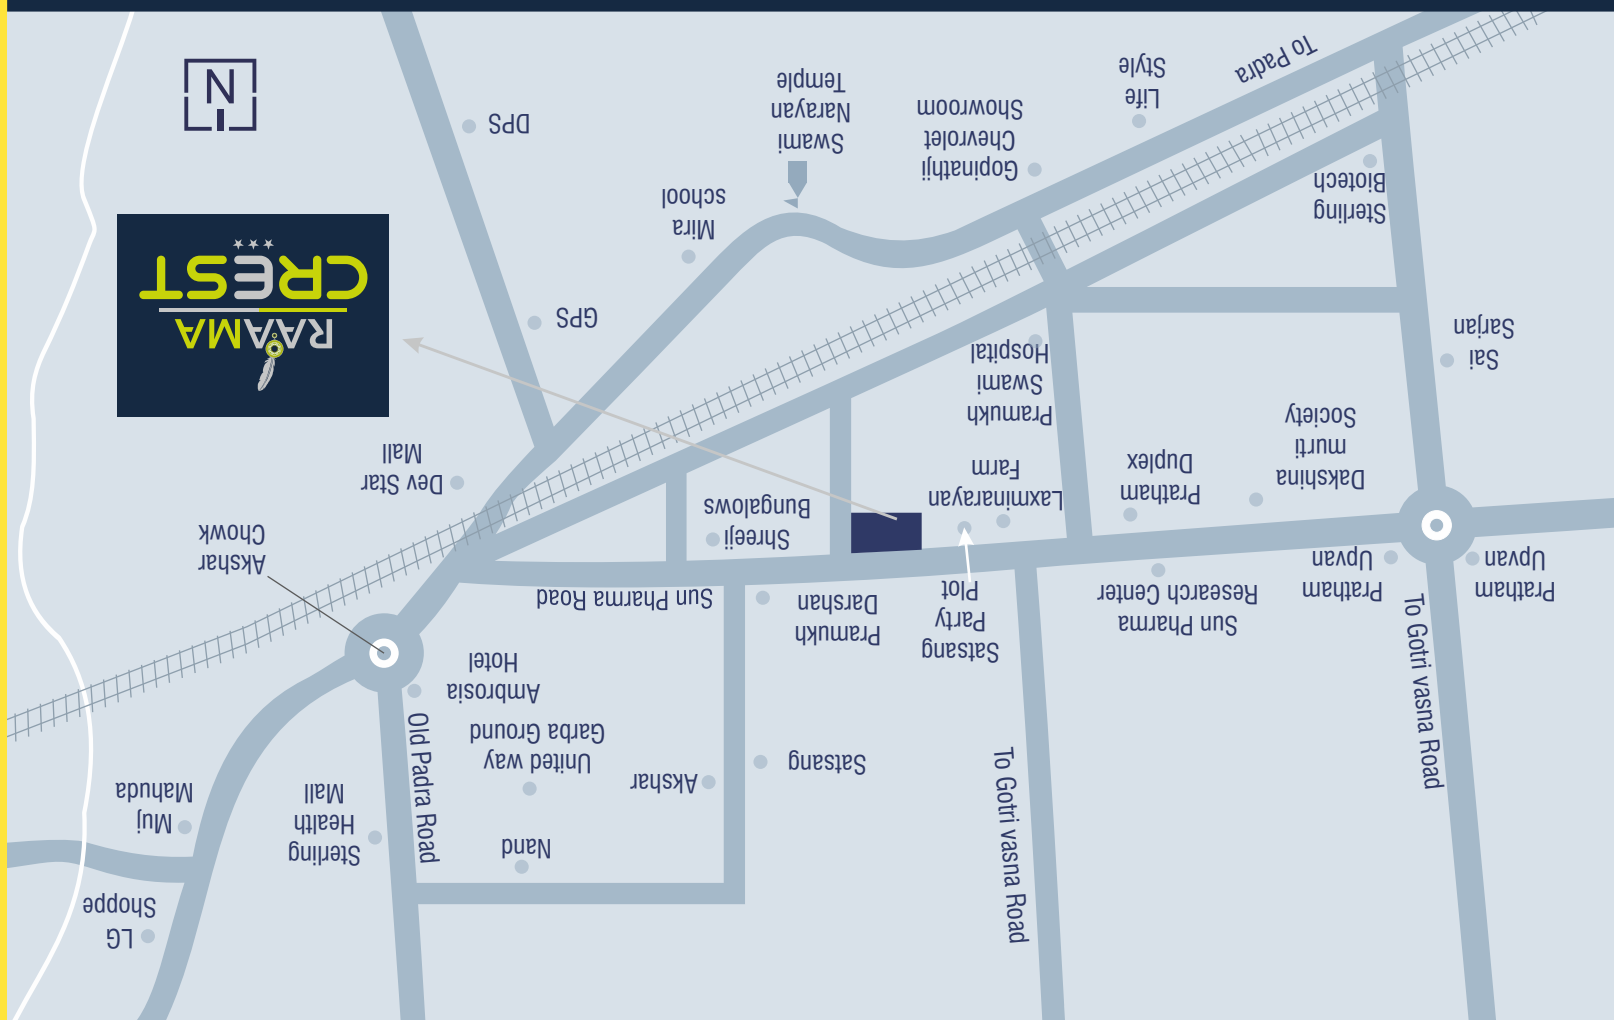 LG
Shoppe
Sterling
Health
Mall
Nand
Muj
Mahuda
Akshar
Satsang
United way
Garba Ground
Old Padra Road
To Gotri vasna Road
To Gotri vasna Road
Ambrosia
Hotel
Satsang
Party
Plot
Pramukh
Darshan
Sun Pharma
Research Center
Pratham
Upvan
Pratham
Upvan
Sun Pharma Road
Akshar
Chowk
Shreeji
Bungalows
Laxminarayan
Farm
Pratham
Duplex
Dakshina
murti
Society
Dev Star
Mall
Pramukh
Swami
Hospital
Sai
Sarjan
RAAMA
CREST
GPS
Mira
school
Sterling
Biotech
Gopinathji
Chevrolet
Showroom
Swami
Narayan
Temple
DPS
Life
Style
To Padra
N